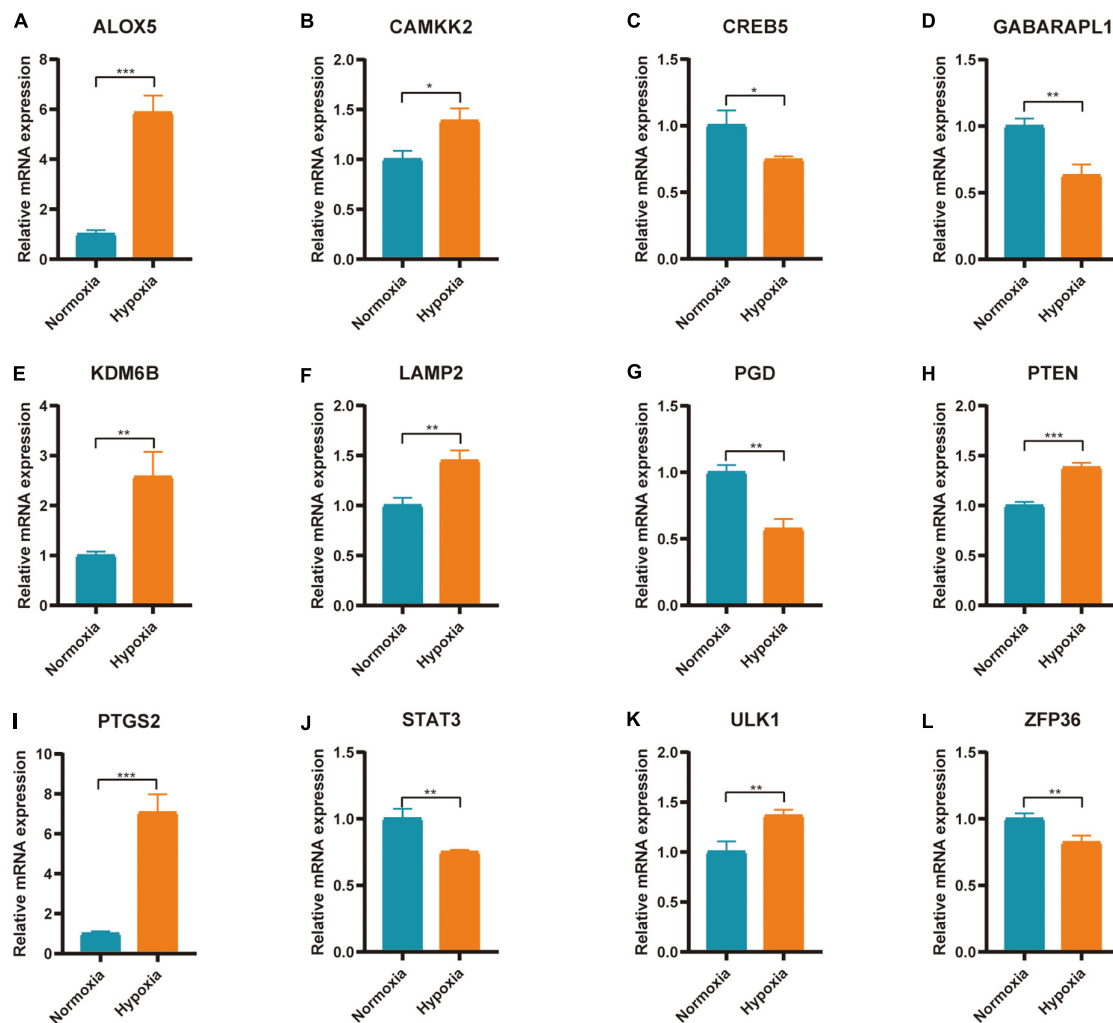 A ALOX5
Relative mRNA expression
8
6
4
2
0
***
Normoxia
Hypoxia
B CAMKK2
Relative mRNA expression
2.0
1.5
1.0
0.5
0.0
*
Normoxia
Hypoxia
C CREB5
Relative mRNA expression
1.5
1.0
0.5
0.0
*
Normoxia
Hypoxia
D GABARAPL1
Relative mRNA expression
1.5
1.0
0.5
0.0
**
Normoxia
Hypoxia
E KDM6B
Relative mRNA expression
4
3
2
1
0
**
Normoxia
Hypoxia
F LAMP2
Relative mRNA expression
2.0
1.5
1.0
0.5
0.0
**
Normoxia
Hypoxia
G PGD
Relative mRNA expression
1.5
1.0
0.5
0.0
**
Normoxia
Hypoxia
H PTEN
Relative mRNA expression
2.0
1.5
1.0
0.5
0.0
***
Normoxia
Hypoxia
I PTGS2
Relative mRNA expression
10
8
6
4
2
0
***
Normoxia
Hypoxia
J STAT3
Relative mRNA expression
1.5
1.0
0.5
0.0
**
Normoxia
Hypoxia
K ULK1
Relative mRNA expression
2.0
1.5
1.0
0.5
0.0
**
Normoxia
Hypoxia
L ZFP36
Relative mRNA expression
1.5
1.0
0.5
0.0
**
Normoxia
Hypoxia